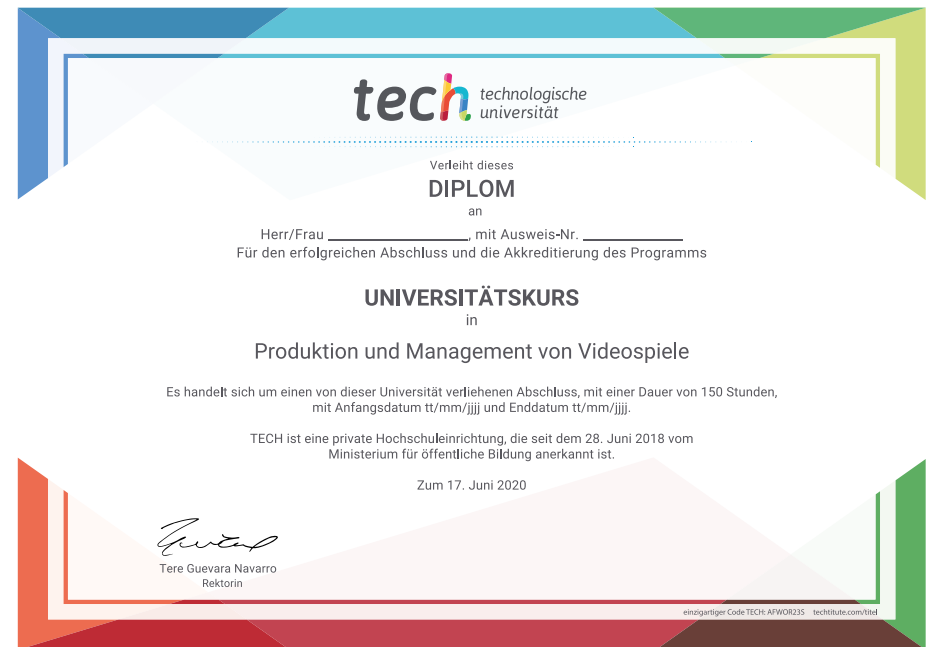 tech technologische
universität
Verleiht dieses
DIPLOM
an
Herr/Frau ____________________, mit Ausweis-Nr. ______________
Für den erfolgreichen Abschluss und die Akkreditierung des Programms
UNIVERSITÄTSKURS
in
Produktion und Management von Videospiele
Es handelt sich um einen von dieser Universität verliehenen Abschluss, mit einer Dauer von 150 Stunden,
mit Anfangsdatum tt/mm/jjjj und Enddatum tt/mm/jjjj.
TECH ist eine private Hochschuleinrichtung, die seit dem 28. Juni 2018 vom
Ministerium für öffentliche Bildung anerkannt ist.
Zum 17. Juni 2020
Tere Guevara Navarro
Rektorin
einzigartiger Code TECH: AFWOR23S techtitute.com/titel